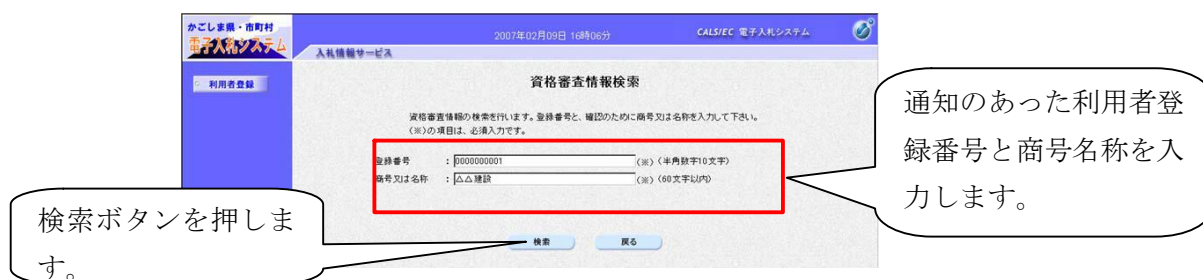 かごしま県・市町村
電子入札システム
2007年02月09日 16時06分
CALS/EC 電子入札システム
入札情報サービス
利用者登録
資格審査情報検索
資格審査情報の検索を行います。登録番号と、確認のために商号又は名称を入力して下さい。
(※)の項目は、必須入力です。
登録番号 : 0000000001 (※) (半角数字10文字)
商号又は名称 : △△建設 (※) (60文字以内)
検索 戻る
通知のあった利用者登
録番号と商号名称を入
力します。
検索ボタンを押しま
す。